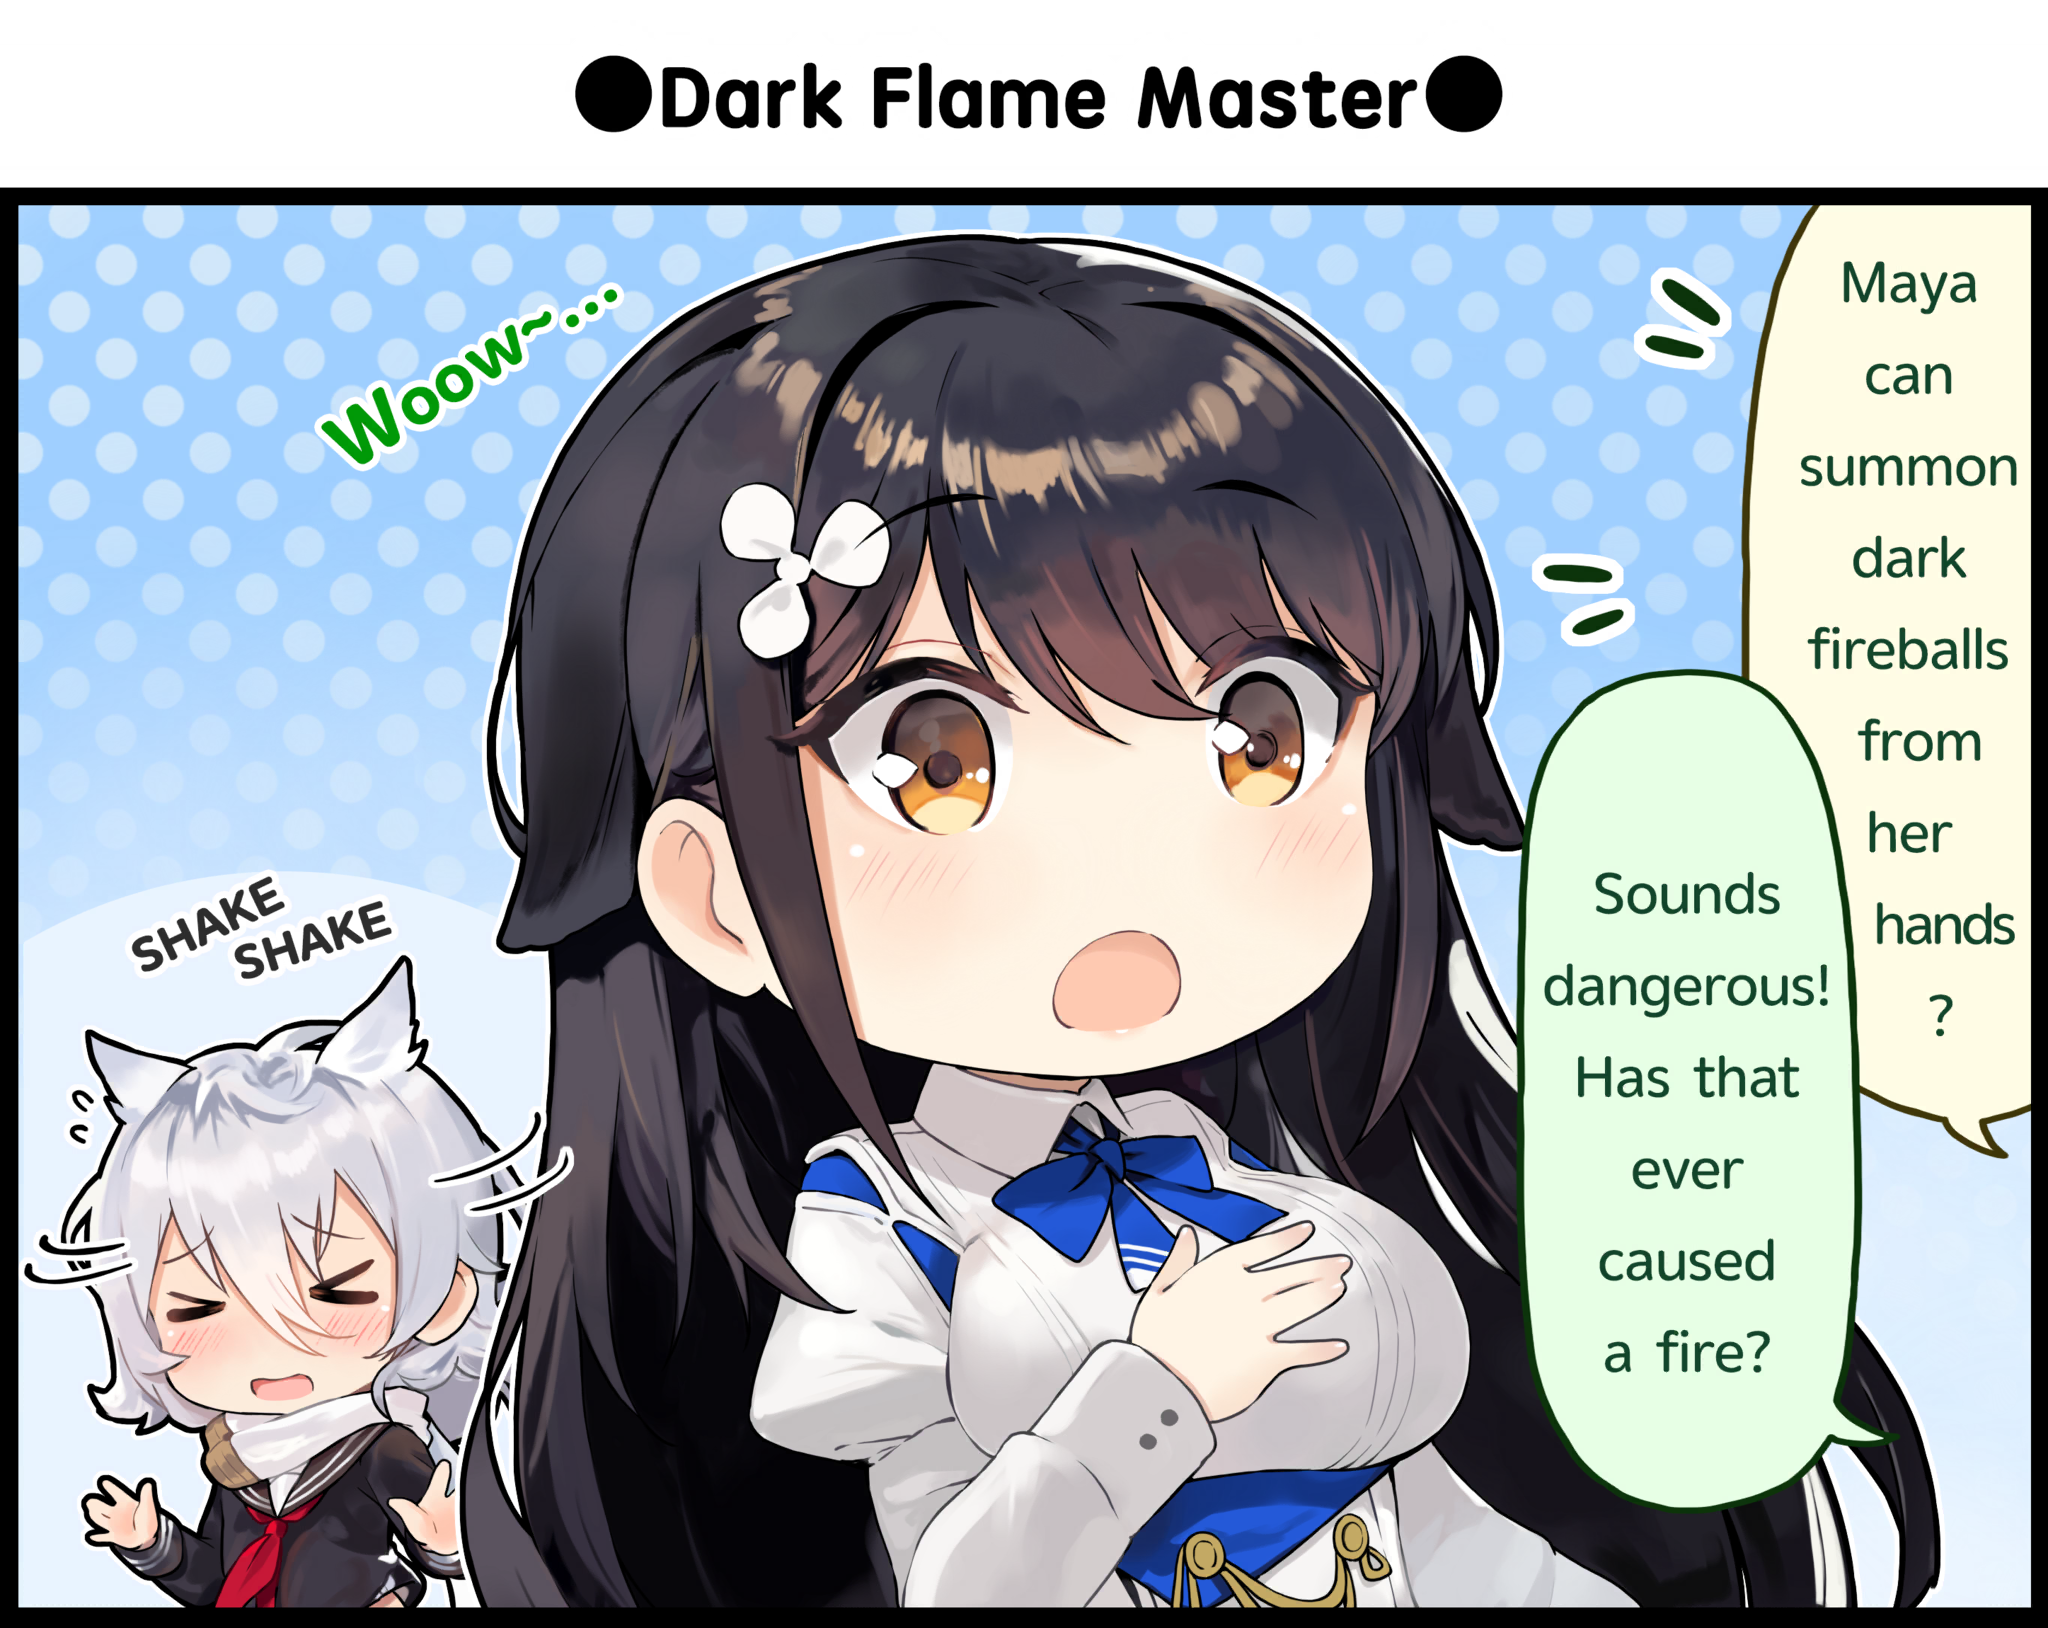 ●Dark Flame Master●
Maya
can
summon
dark
fireballs
from
her
hands
?
Sounds
dangerous!
Has that
ever
caused
a fire?
Woow~...
SHAKE
SHAKE